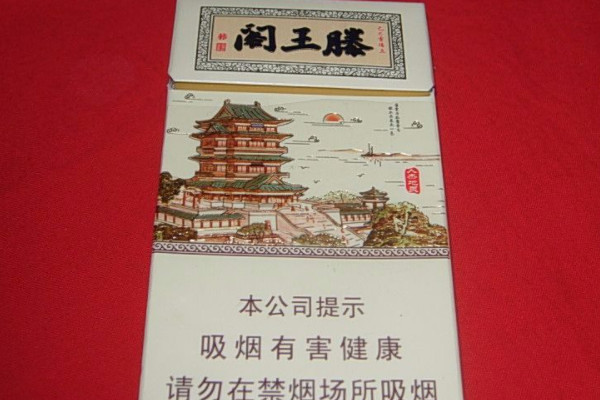 阁王滕
本公司提示
吸烟有害健康
请勿在禁烟场所吸烟